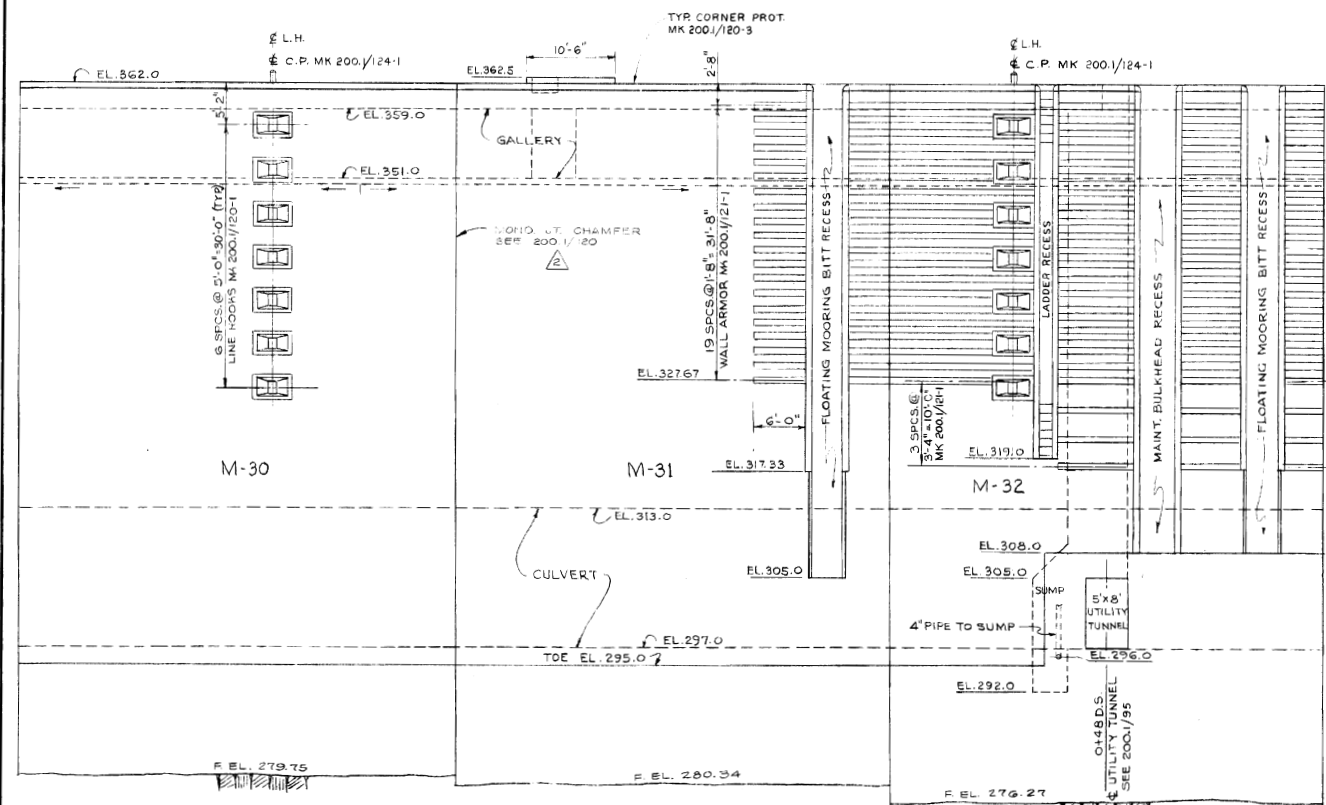 TYP. CORNER PROT.
MK 200.1/120-3
℄ L.H.
℄ C.P. MK 200.1/124-1
10'-6"
2'-8"
℄ L.H.
℄ C.P. MK 200.1/124-1
EL. 362.0
EL.362.5
5'-2"
EL.359.0
GALLERY
EL.351.0
6 SPCS.@ 5'-0"=30'-0" (TYP)
LINE HOOKS MK 200.1/120-1
MONO. JT. CHAMFER
SEE 200.1/120
2
19 SPCS @1'-8"= 31'-8"
WALL ARMOR MK 200.1/121-1
FLOATING MOORING BITT RECESS
LADDER RECESS
MAINT. BULKHEAD RECESS
FLOATING MOORING BITT RECESS
EL.327.67
6'-0"
3 SPCS.@
3'-4"=10'-0"
MK 200.1/121-1
EL.319.0
EL.317.33
M-30
M-31
M-32
EL.313.0
CULVERT
EL.308.0
EL.305.0
EL.305.0
SUMP
5'x8'
UTILITY
TUNNEL
4" PIPE TO SUMP
EL.297.0
TOE EL.295.0
EL.296.0
EL.292.0
0+48 D.S.
℄ UTILITY TUNNEL
SEE 200.1/95
F. EL. 279.75
F. EL. 280.34
F. EL. 276.27